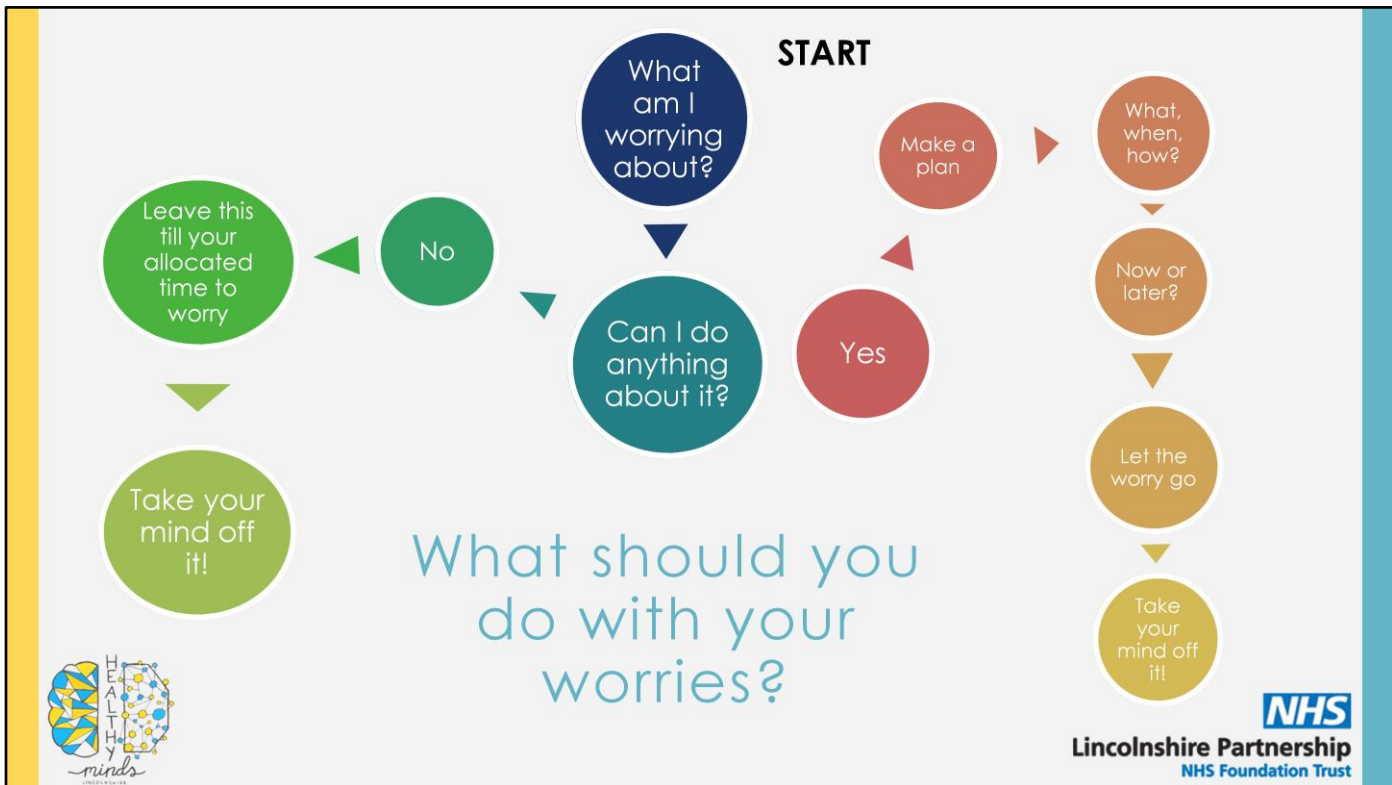 START
What
am I
worrying
about?
Can I do
anything
about it?
No
Leave this
till your
allocated
time to
worry
Take your
mind off
it!
Yes
Make a
plan
What,
when,
how?
Now or
later?
Let the
worry go
Take
your
mind off
it!
What should you
do with your
worries?
HEALTHY
minds
LINCOLNSHIRE
NHS
Lincolnshire Partnership
NHS Foundation Trust